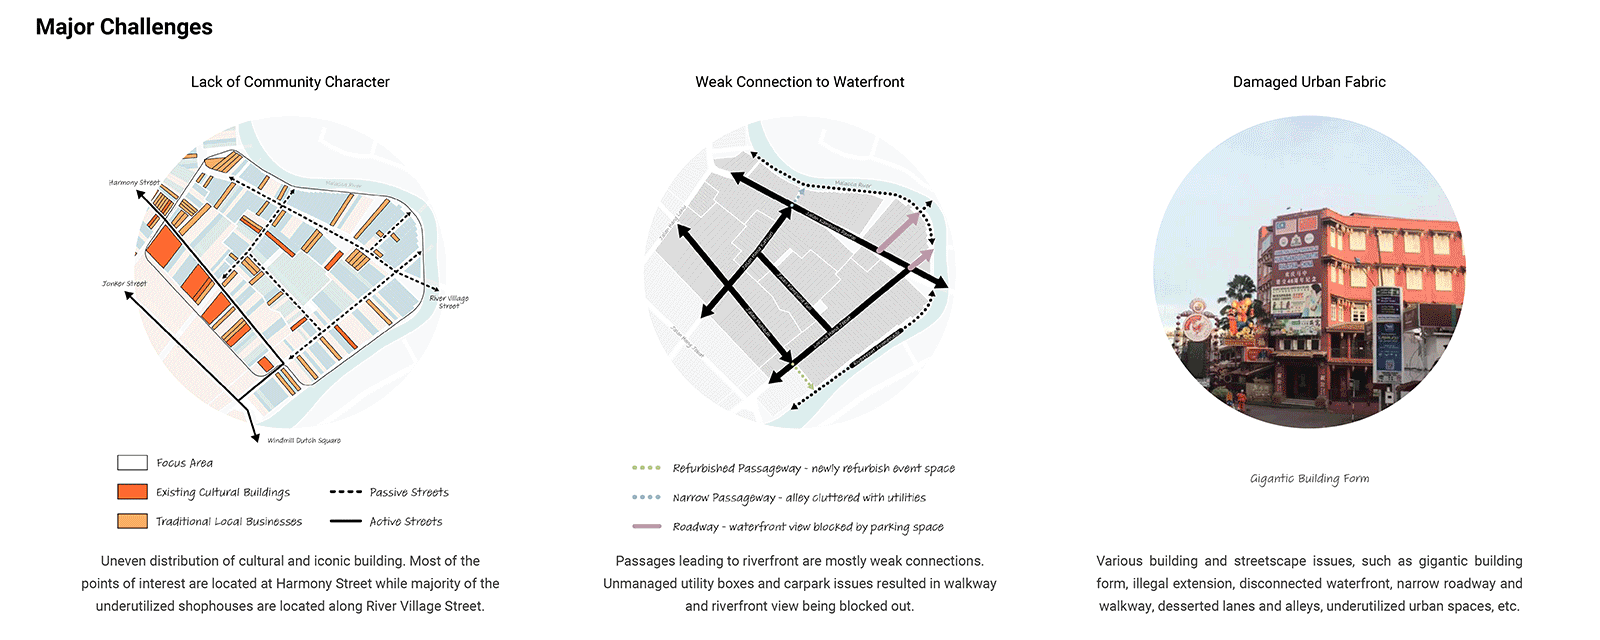 Major Challenges
Lack of Community Character
Harmony Street
Jonker Street
Malacca River
River Village
Street
Windmill Dutch Square
Focus Area
Existing Cultural Buildings
Passive Streets
Traditional Local Businesses
Active Streets
Uneven distribution of cultural and iconic building. Most of the
points of interest are located at Harmony Street while majority of the
underutilized shophouses are located along River Village Street.
Weak Connection to Waterfront
Malacca River
Refurbished Passageway - newly refurbish event space
Narrow Passageway - alley cluttered with utilities
Roadway - waterfront view blocked by parking space
Passages leading to riverfront are mostly weak connections.
Unmanaged utility boxes and carpark issues resulted in walkway
and riverfront view being blocked out.
Damaged Urban Fabric
Gigantic Building Form
Various building and streetscape issues, such as gigantic building
form, illegal extension, disconnected waterfront, narrow roadway and
walkway, desserted lanes and alleys, underutilized urban spaces, etc.